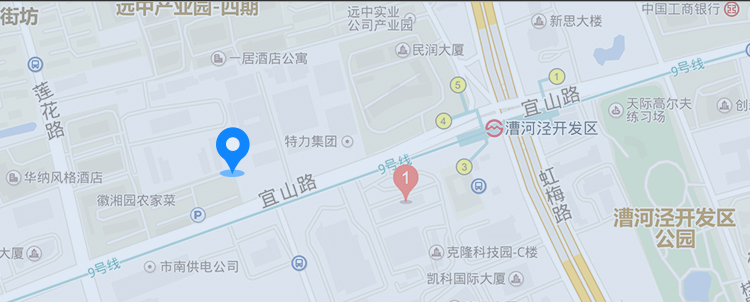 街坊
远中产业园-四期
远中实业
公司产业园
中国工商银行
新思大楼
民润大厦
一居酒店公寓
9号线
莲花路
5
1
宜山路
4
天际高尔夫
练习场
创
漕河泾开发区
特力集团
9号线
3
1
华纳风格酒店
宜山路
虹梅路
徽湘园农家菜
P
漕河泾开发区
公园
大厦
克隆科技园-C楼
9号线
市南供电公司
凯科国际大厦